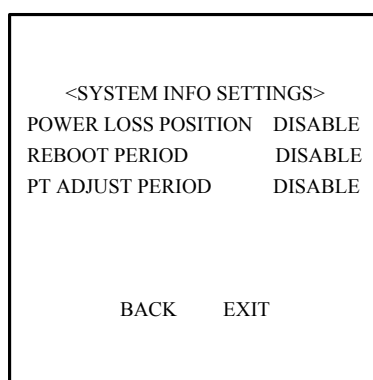 <SYSTEM INFO SETTINGS>
POWER LOSS POSITION DISABLE
REBOOT PERIOD DISABLE
PT ADJUST PERIOD DISABLE
BACK EXIT